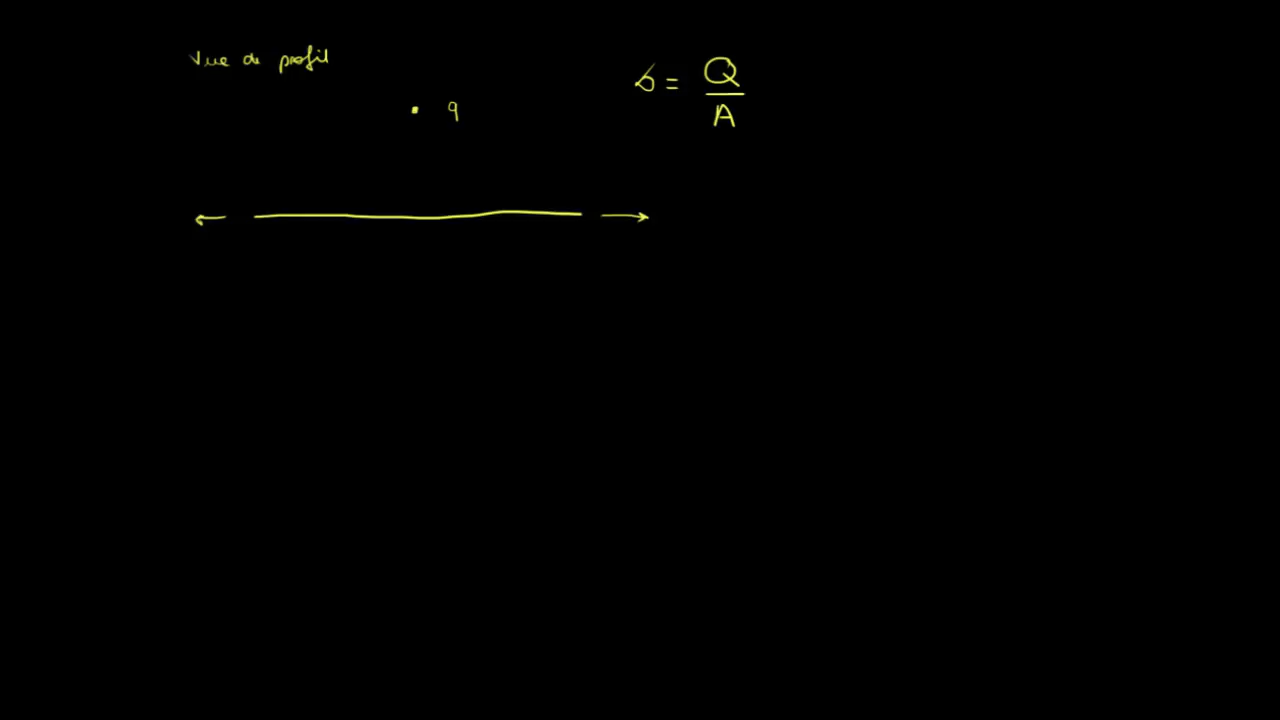 Vue de profil
q
σ = Q/A